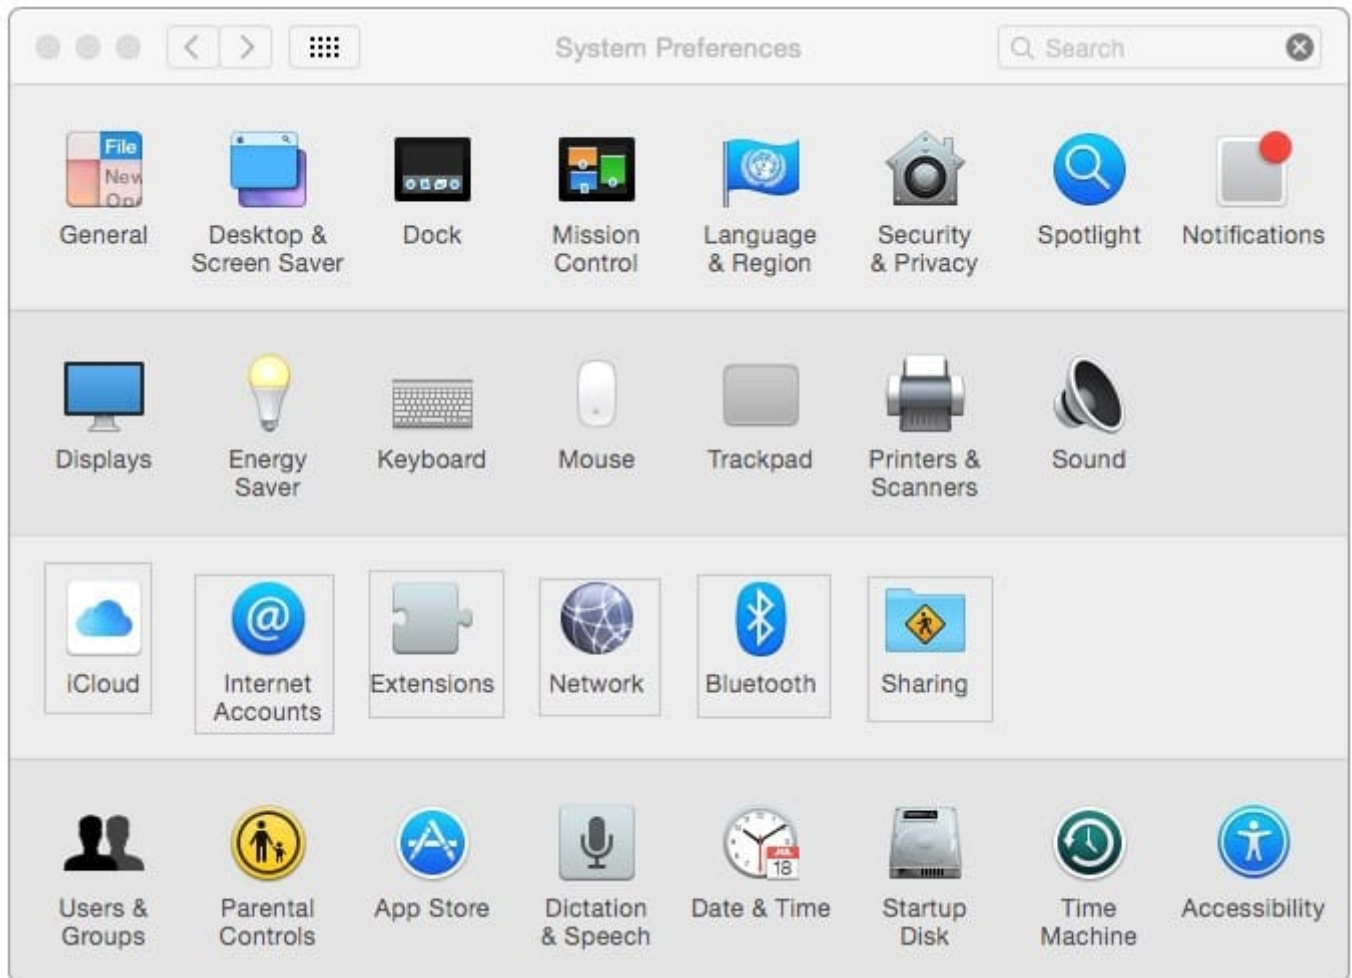 System Preferences
Search
File
New
Ope
General
Desktop &
Screen Saver
Dock
Mission
Control
Language
& Region
Security
& Privacy
Spotlight
Notifications
Displays
Energy
Saver
Keyboard
Mouse
Trackpad
Printers &
Scanners
Sound
@
iCloud
Internet
Accounts
Extensions
Network
Bluetooth
Sharing
JUL
18
Users &
Groups
Parental
Controls
App Store
Dictation
& Speech
Date & Time
Startup
Disk
Time
Machine
Accessibility